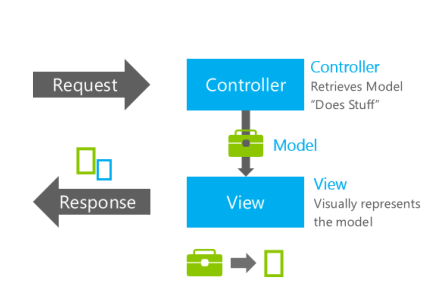 Request
Controller
Controller
Retrieves Model
"Does Stuff"
Model
Response
View
View
Visually represents
the model